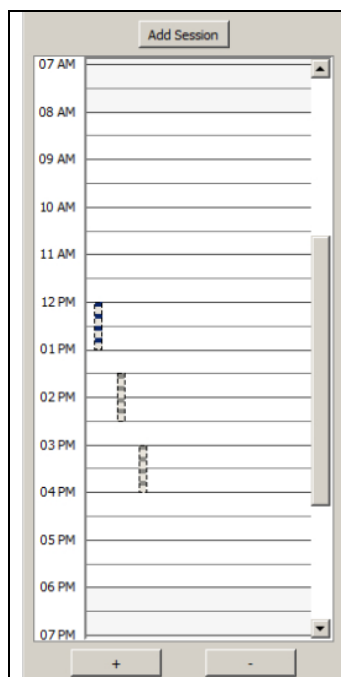 Add Session
07 AM
08 AM
09 AM
10 AM
11 AM
12 PM
01 PM
02 PM
03 PM
04 PM
05 PM
06 PM
07 PM
+ -